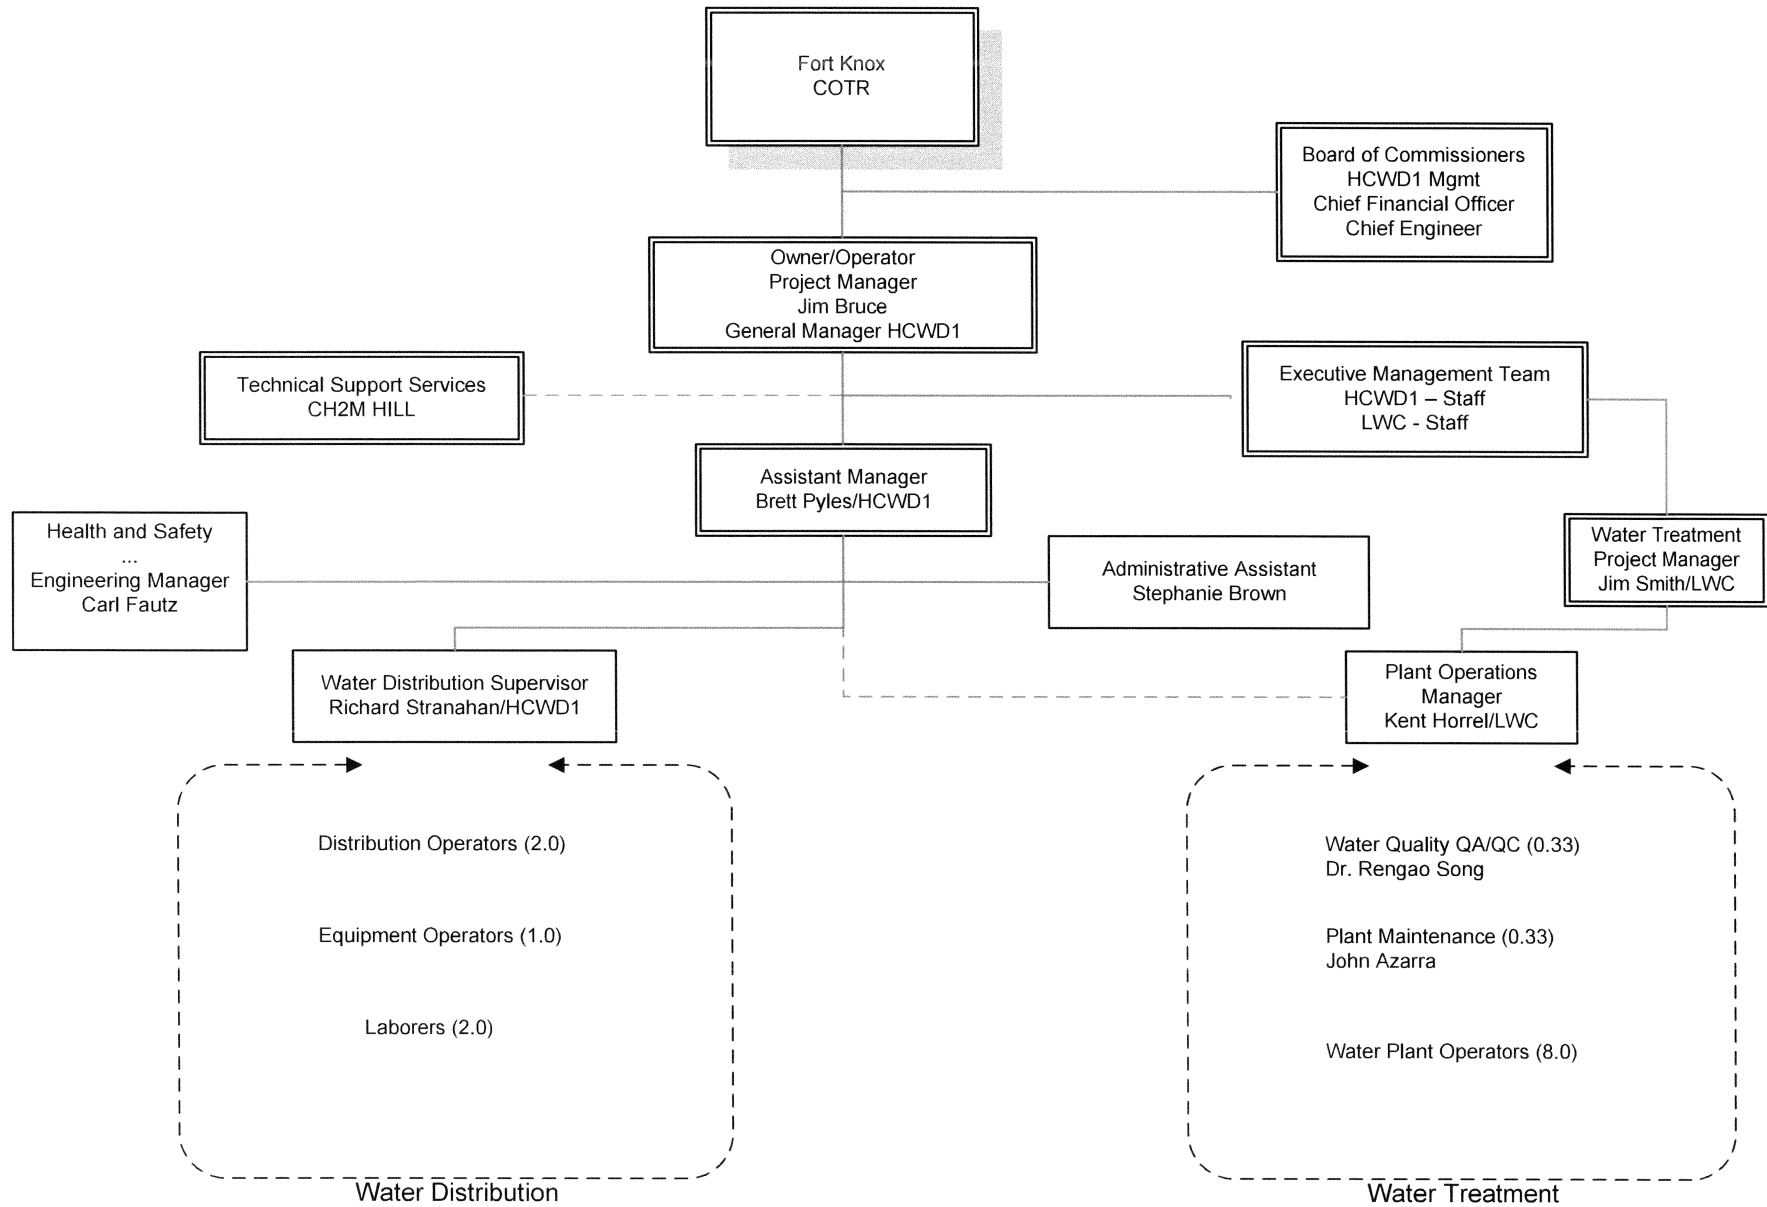 Fort Knox
COTR
Board of Commissioners
HCWD1 Mgmt
Chief Financial Officer
Chief Engineer
Owner/Operator
Project Manager
Jim Bruce
General Manager HCWD1
Technical Support Services
CH2M HILL
Executive Management Team
HCWD1 – Staff
LWC - Staff
Assistant Manager
Brett Pyles/HCWD1
Health and Safety
...
Engineering Manager
Carl Fautz
Administrative Assistant
Stephanie Brown
Water Treatment
Project Manager
Jim Smith/LWC
Water Distribution Supervisor
Richard Stranahan/HCWD1
Plant Operations
Manager
Kent Horrel/LWC
Distribution Operators (2.0)
Equipment Operators (1.0)
Laborers (2.0)
Water Distribution
Water Quality QA/QC (0.33)
Dr. Rengao Song
Plant Maintenance (0.33)
John Azarra
Water Plant Operators (8.0)
Water Treatment